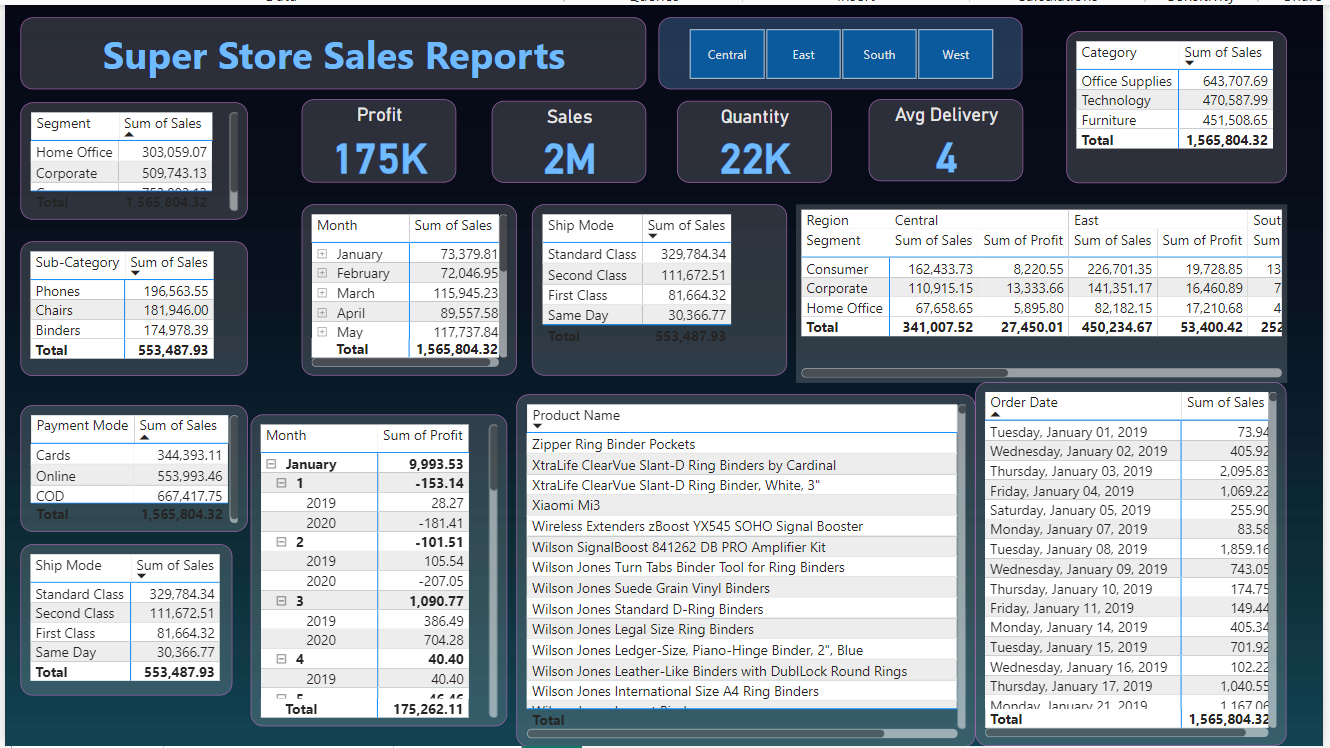 Super Store Sales Reports
Central East South West
Category Sum of Sales
Office Supplies 643,707.69
Technology 470,587.99
Furniture 451,508.65
Total 1,565,804.32
Segment Sum of Sales
Home Office 303,059.07
Corporate 509,743.13
Total 1,565,804.32
Profit
175K
Sales
2M
Quantity
22K
Avg Delivery
4
Sub-Category Sum of Sales
Phones 196,563.55
Chairs 181,946.00
Binders 174,978.39
Total 553,487.93
Month Sum of Sales
January 73,379.81
February 72,046.95
March 115,945.23
April 89,557.58
May 117,737.84
Total 1,565,804.32
Ship Mode Sum of Sales
Standard Class 329,784.34
Second Class 111,672.51
First Class 81,664.32
Same Day 30,366.77
Total 553,487.93
Region Central East Sout
Segment Sum of Sales Sum of Profit Sum of Sales Sum of Profit Sum
Consumer 162,433.73 8,220.55 226,701.35 19,728.85 13
Corporate 110,915.15 13,333.66 141,351.17 16,460.89 7
Home Office 67,658.65 5,895.80 82,182.15 17,210.68 4
Total 341,007.52 27,450.01 450,234.67 53,400.42 252
Payment Mode Sum of Sales
Cards 344,393.11
Online 553,993.46
COD 667,417.75
Total 1,565,804.32
Ship Mode Sum of Sales
Standard Class 329,784.34
Second Class 111,672.51
First Class 81,664.32
Same Day 30,366.77
Total 553,487.93
Month Sum of Profit
January 9,993.53
1 -153.14
2019 28.27
2020 -181.41
2 -101.51
2019 105.54
2020 -207.05
3 1,090.77
2019 386.49
2020 704.28
4 40.40
2019 40.40
Total 175,262.11
Product Name
Zipper Ring Binder Pockets
XtraLife ClearVue Slant-D Ring Binders by Cardinal
XtraLife ClearVue Slant-D Ring Binder, White, 3"
Xiaomi Mi3
Wireless Extenders zBoost YX545 SOHO Signal Booster
Wilson SignalBoost 841262 DB PRO Amplifier Kit
Wilson Jones Turn Tabs Binder Tool for Ring Binders
Wilson Jones Suede Grain Vinyl Binders
Wilson Jones Standard D-Ring Binders
Wilson Jones Legal Size Ring Binders
Wilson Jones Ledger-Size, Piano-Hinge Binder, 2", Blue
Wilson Jones Leather-Like Binders with DublLock Round Rings
Wilson Jones International Size A4 Ring Binders
Total
Order Date Sum of Sales
Tuesday, January 01, 2019 73.94
Wednesday, January 02, 2019 405.92
Thursday, January 03, 2019 2,095.83
Friday, January 04, 2019 1,069.22
Saturday, January 05, 2019 255.90
Monday, January 07, 2019 83.58
Tuesday, January 08, 2019 1,859.16
Wednesday, January 09, 2019 743.05
Thursday, January 10, 2019 174.75
Friday, January 11, 2019 149.44
Monday, January 14, 2019 405.34
Tuesday, January 15, 2019 701.92
Wednesday, January 16, 2019 102.22
Thursday, January 17, 2019 1,040.55
Monday, January 21, 2019 1,167.06
Total 1,565,804.32